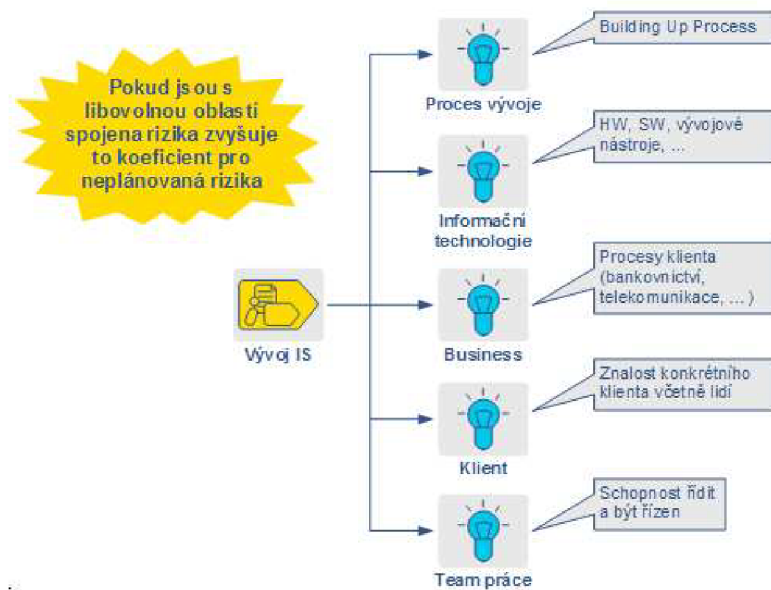 Pokud jsou s
libovolnou oblastí
spojena rizika zvyšuje
to koeficient pro
neplánovaná rizika
Vývoj IS
Proces vývoje
Building Up Process
Informační
technologie
HW, SW, vývojové
nástroje, ...
Business
Procesy klienta
(bankovnictví,
telekomunikace, ... )
Klient
Znalost konkrétního
klienta včetně lidí
Team práce
Schopnost řídit
a být řízen
.